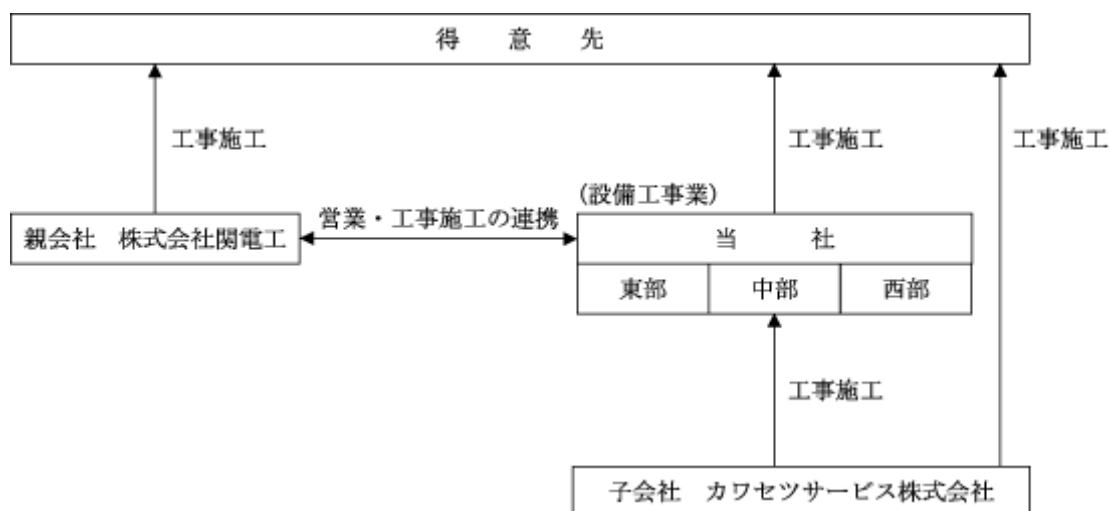 得意先
工事施工
工事施工
工事施工
(設備工事業)
営業・工事施工の連携
親会社 株式会社関電工
当社
東部
中部
西部
工事施工
子会社 カワセツサービス株式会社